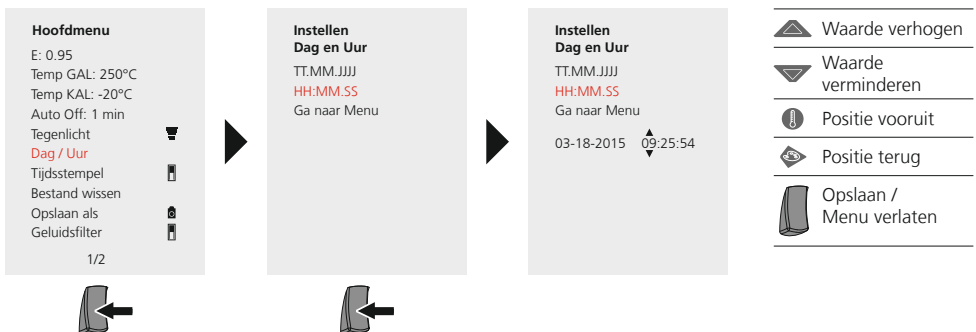 Hoofdmenu
E: 0.95
Temp GAL: 250°C
Temp KAL: -20°C
Auto Off: 1 min
Tegenlicht
Dag / Uur
Tijdsstempel
Bestand wissen
Opslaan als
Geluidsfilter
1/2
Instellen
Dag en Uur
TT.MM.JJJJ
HH:MM.SS
Ga naar Menu
Instellen
Dag en Uur
TT.MM.JJJJ
HH:MM.SS
Ga naar Menu
03-18-2015 09:25:54
Waarde verhogen
Waarde
verminderen
Positie vooruit
Positie terug
Opslaan /
Menu verlaten